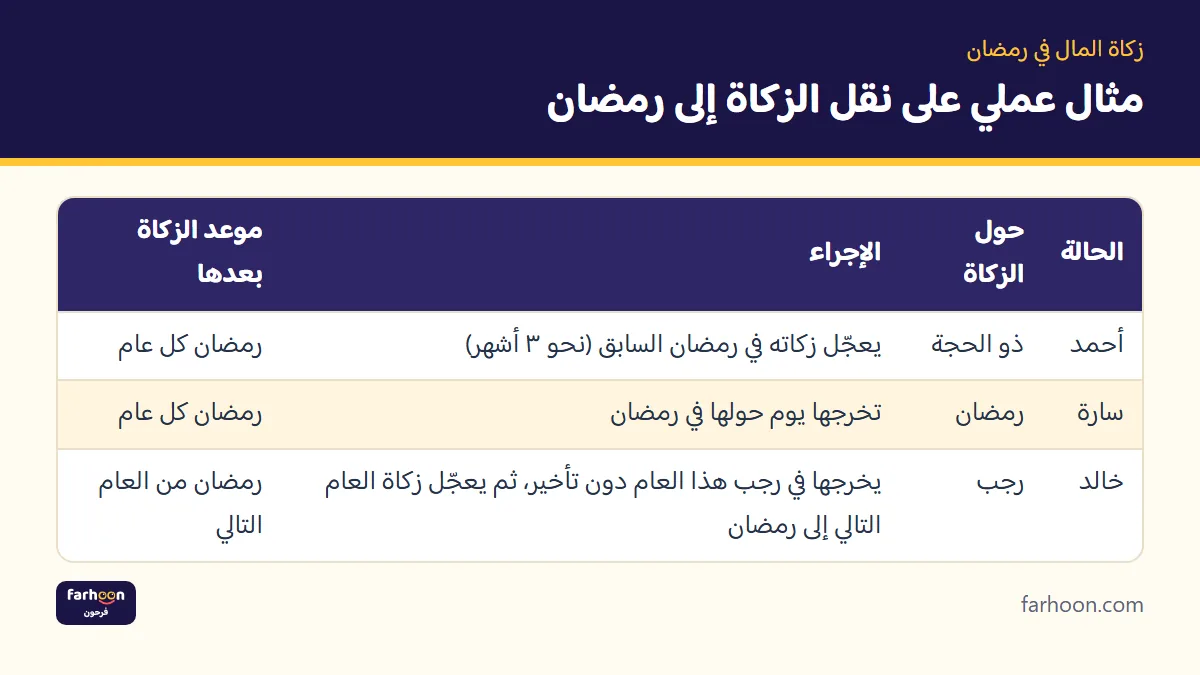 زكاة المال في رمضان
مثال عملي على نقل الزكاة إلى رمضان
الحالة
حول
الزكاة
الإجراء
موعد الزكاة
بعدها
أحمد
ذو الحجة
يعجّل زكاته في رمضان السابق (نحو ٣ أشهر)
رمضان كل عام
سارة
رمضان
تخرجها يوم حولها في رمضان
رمضان كل عام
خالد
رجب
يخرجها في رجب هذا العام دون تأخير، ثم يعجّل زكاة العام
التالي إلى رمضان
رمضان من العام
التالي
farhoon.com
farhoon
فرحون